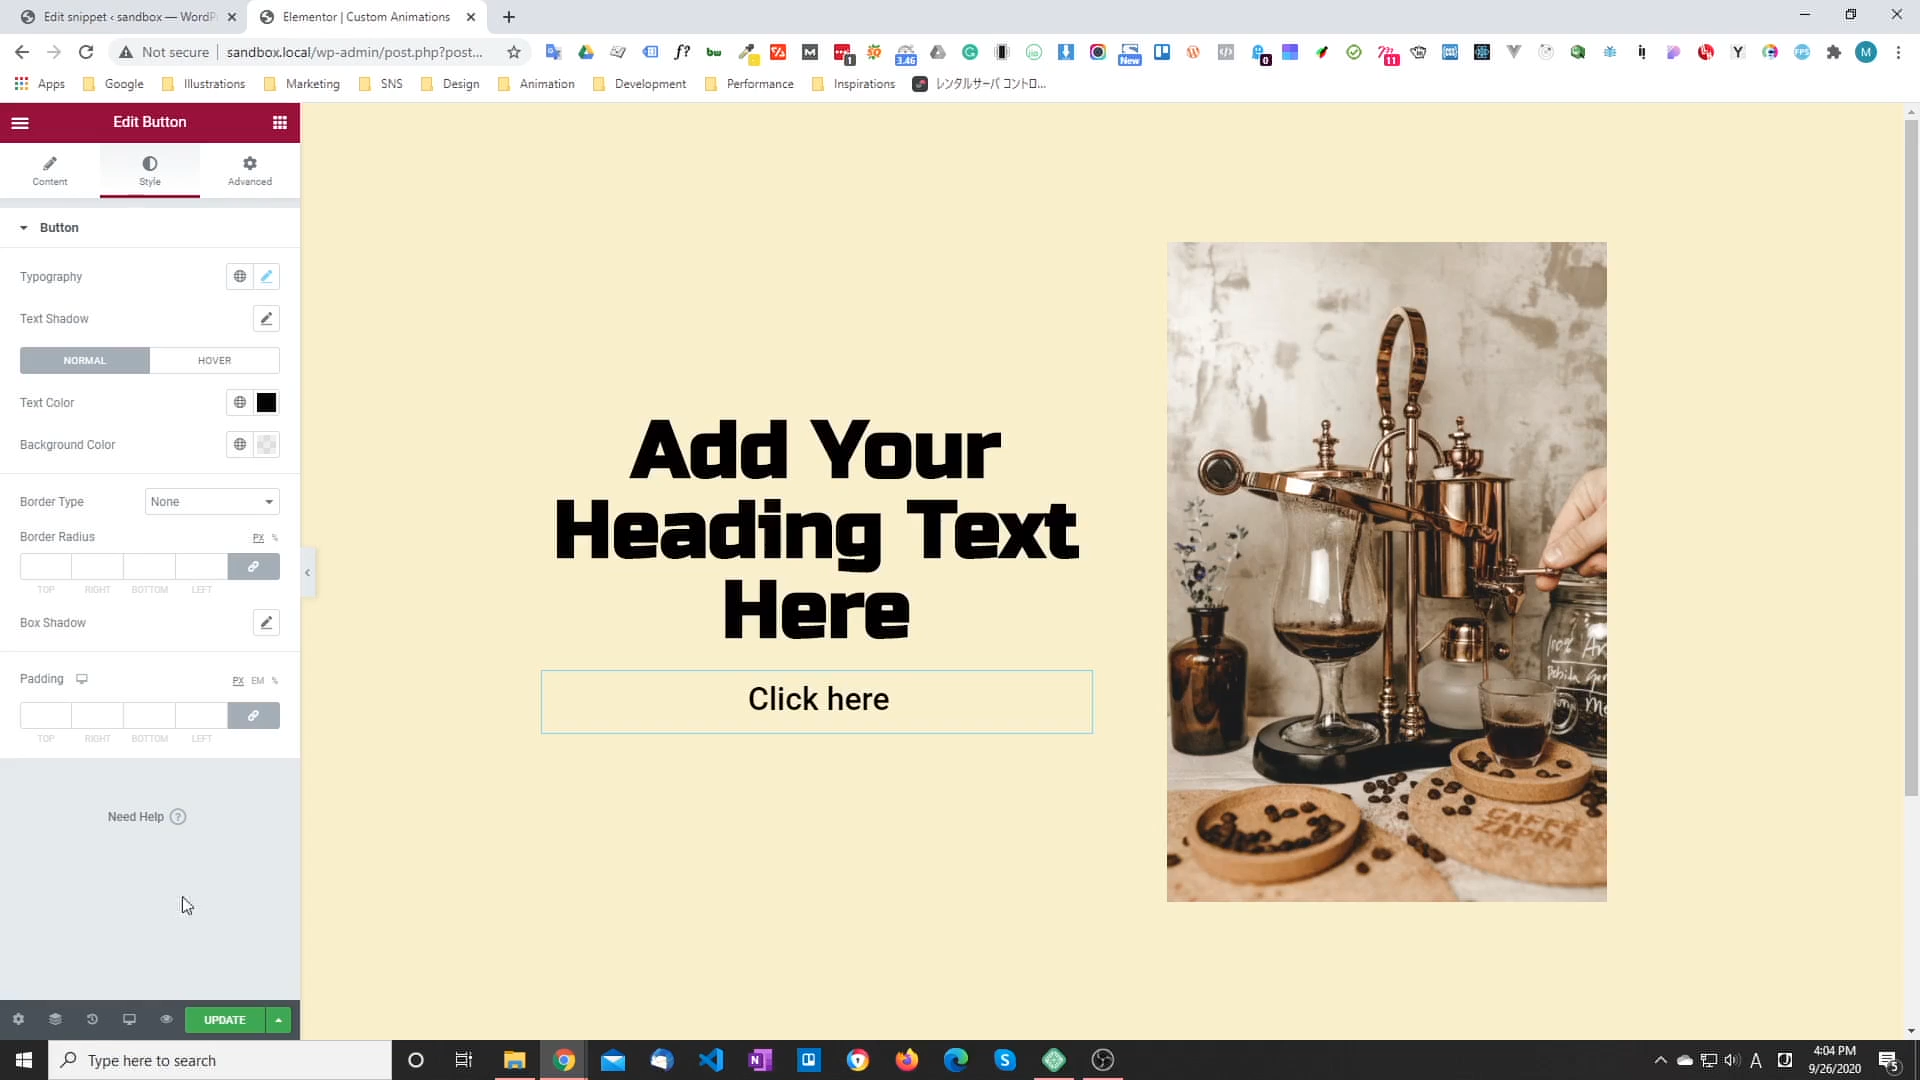 Edit snippet ‹ sandbox — WordP
Elementor | Custom Animations
Not secure
sandbox.local/wp-admin/post.php?post...
Apps
Google
Illustrations
Marketing
SNS
Design
Animation
Development
Performance
Inspirations
レンタルサーバ コントロ...
Edit Button
Content
Style
Advanced
Button
Typography
Text Shadow
NORMAL
HOVER
Text Color
Background Color
Border Type
None
Border Radius
PX %
TOP RIGHT BOTTOM LEFT
Box Shadow
Padding
PX EM %
TOP RIGHT BOTTOM LEFT
Need Help ?
UPDATE
Add Your
Heading Text
Here
Click here
CAFFÈ
ZAPRA
Type here to search
4:04 PM
9/26/2020